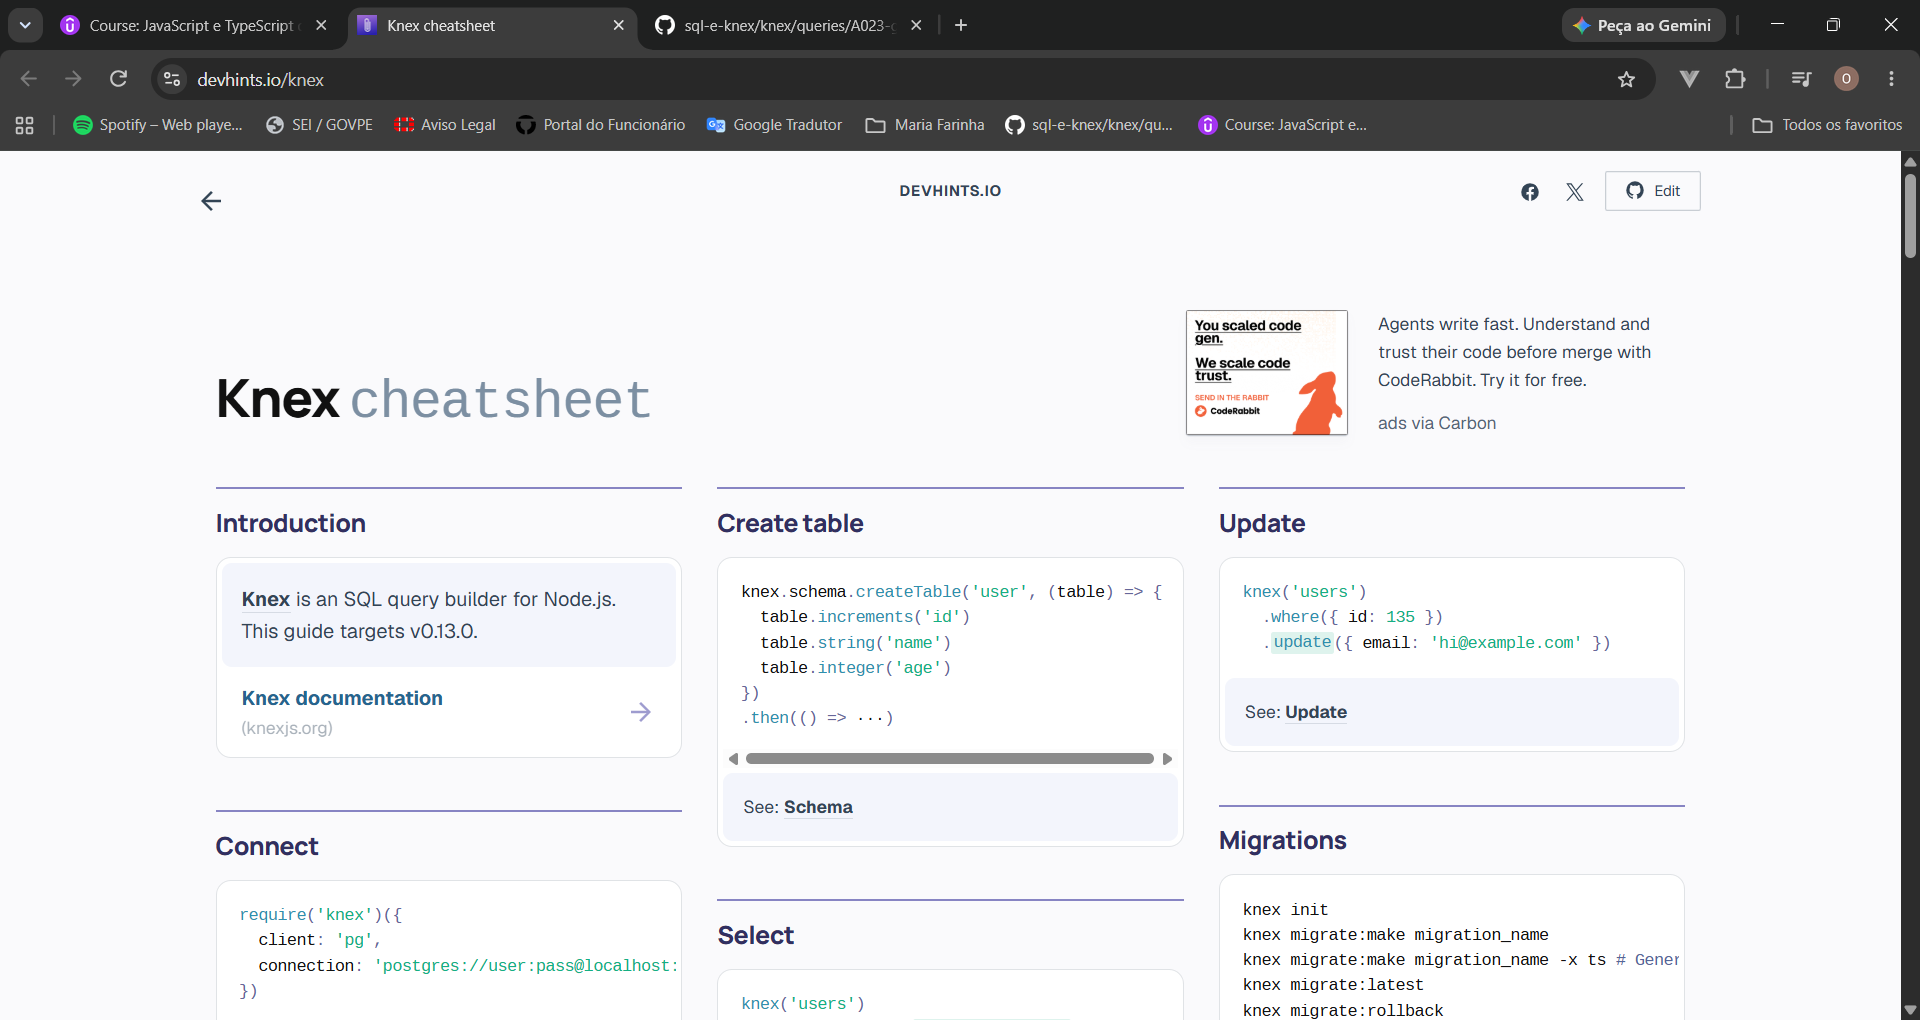 Course: JavaScript e TypeScript
Knex cheatsheet
sql-e-knex/knex/queries/A023-
Peça ao Gemini
devhints.io/knex
O
Spotify – Web playe...
SEI / GOVPE
Aviso Legal
Portal do Funcionário
Google Tradutor
Maria Farinha
sql-e-knex/knex/qu...
Course: JavaScript e...
Todos os favoritos
DEVHINTS.IO
Edit
Knex cheatsheet
You scaled code
gen.
We scale code
trust.
SEND IN THE RABBIT
CodeRabbit
Agents write fast. Understand and
trust their code before merge with
CodeRabbit. Try it for free.
ads via Carbon
Introduction
Knex is an SQL query builder for Node.js.
This guide targets v0.13.0.
Knex documentation
(knexjs.org)
Connect
require('knex')({
  client: 'pg',
  connection: 'postgres://user:pass@localhost:
})
Create table
knex.schema.createTable('user', (table) => {
  table.increments('id')
  table.string('name')
  table.integer('age')
})
.then(() => ···)
See: Schema
Select
knex('users')
Update
knex('users')
  .where({ id: 135 })
  .update({ email: 'hi@example.com' })
See: Update
Migrations
knex init
knex migrate:make migration_name
knex migrate:make migration_name -x ts # Gener
knex migrate:latest
knex migrate:rollback